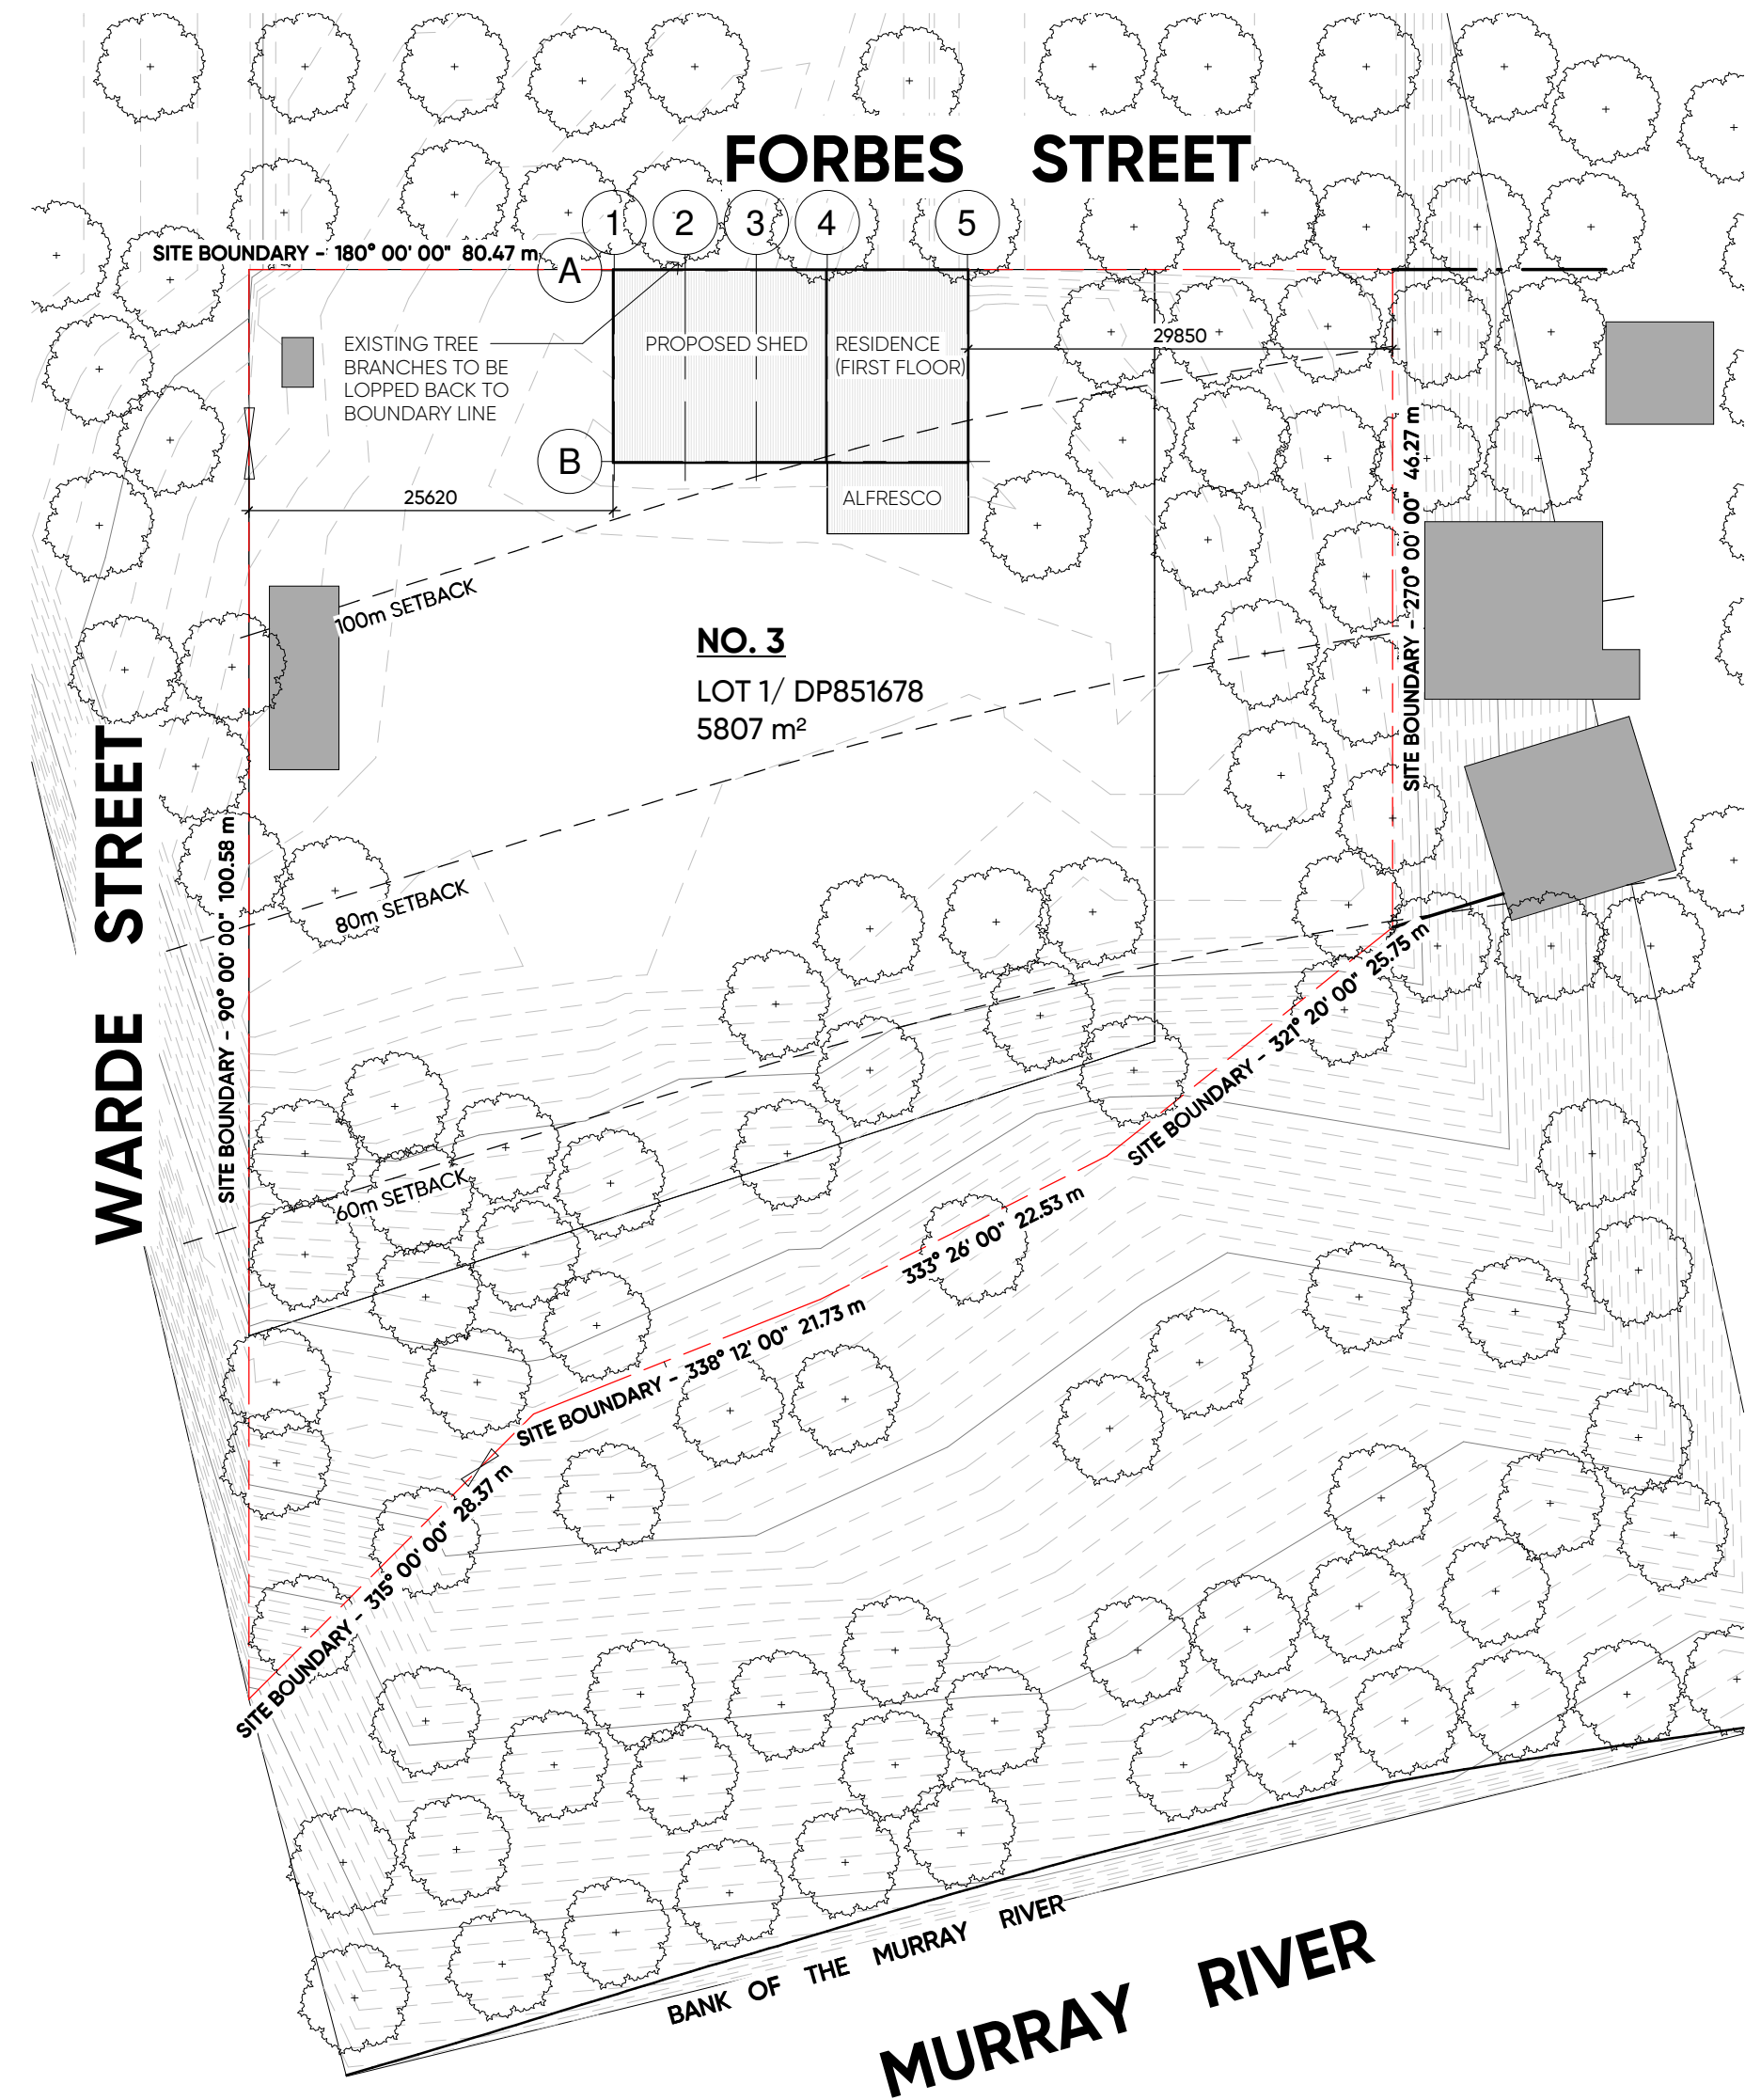 FORBES STREET
1 2 3 4 5
SITE BOUNDARY - 180° 00' 00" 80.47 m
A
EXISTING TREE
BRANCHES TO BE
LOPPED BACK TO
BOUNDARY LINE
PROPOSED SHED
RESIDENCE
(FIRST FLOOR)
29850
B
25620
ALFRESCO
SITE BOUNDARY - 270° 00' 00" 46.27 m
100m SETBACK
NO. 3
LOT 1/ DP851678
5807 m²
WARDE STREET
SITE BOUNDARY - 90° 00' 00" 100.58 m
80m SETBACK
60m SETBACK
SITE BOUNDARY - 321° 20' 00" 25.75 m
333° 26' 00" 22.53 m
SITE BOUNDARY - 338° 12' 00" 21.73 m
SITE BOUNDARY - 315° 00' 00" 28.37 m
BANK OF THE MURRAY RIVER
MURRAY RIVER